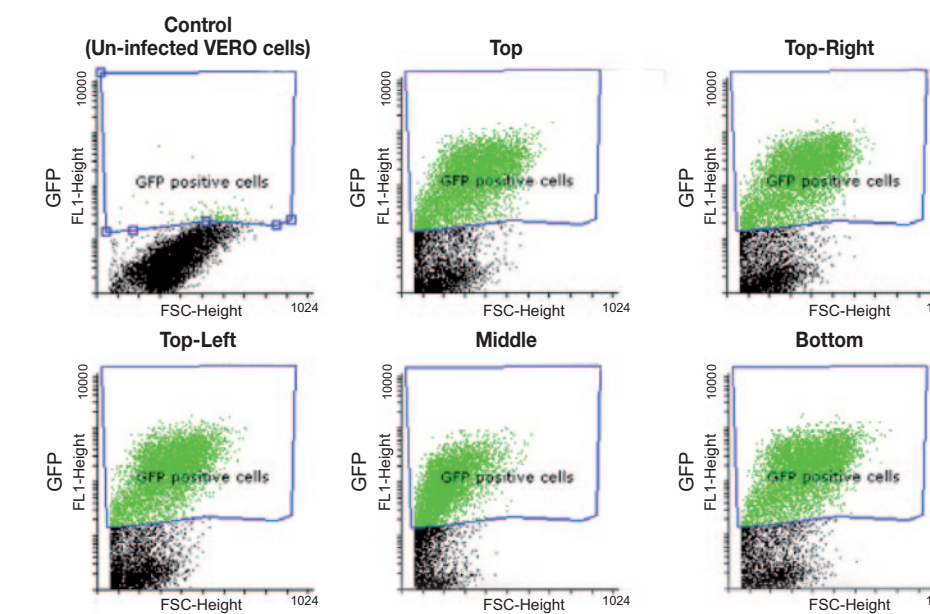 Control
(Un-infected VERO cells)
10000
GFP
FL1-Height
GFP positive cells
FSC-Height
1024
Top
10000
GFP
FL1-Height
GFP positive cells
FSC-Height
1024
Top-Right
10000
GFP
FL1-Height
GFP positive cells
FSC-Height
1
Top-Left
10000
GFP
FL1-Height
GFP positive cells
FSC-Height
1024
Middle
10000
GFP
FL1-Height
GFP positive cells
FSC-Height
1024
Bottom
10000
GFP
FL1-Height
GFP positive cells
FSC-Height
1